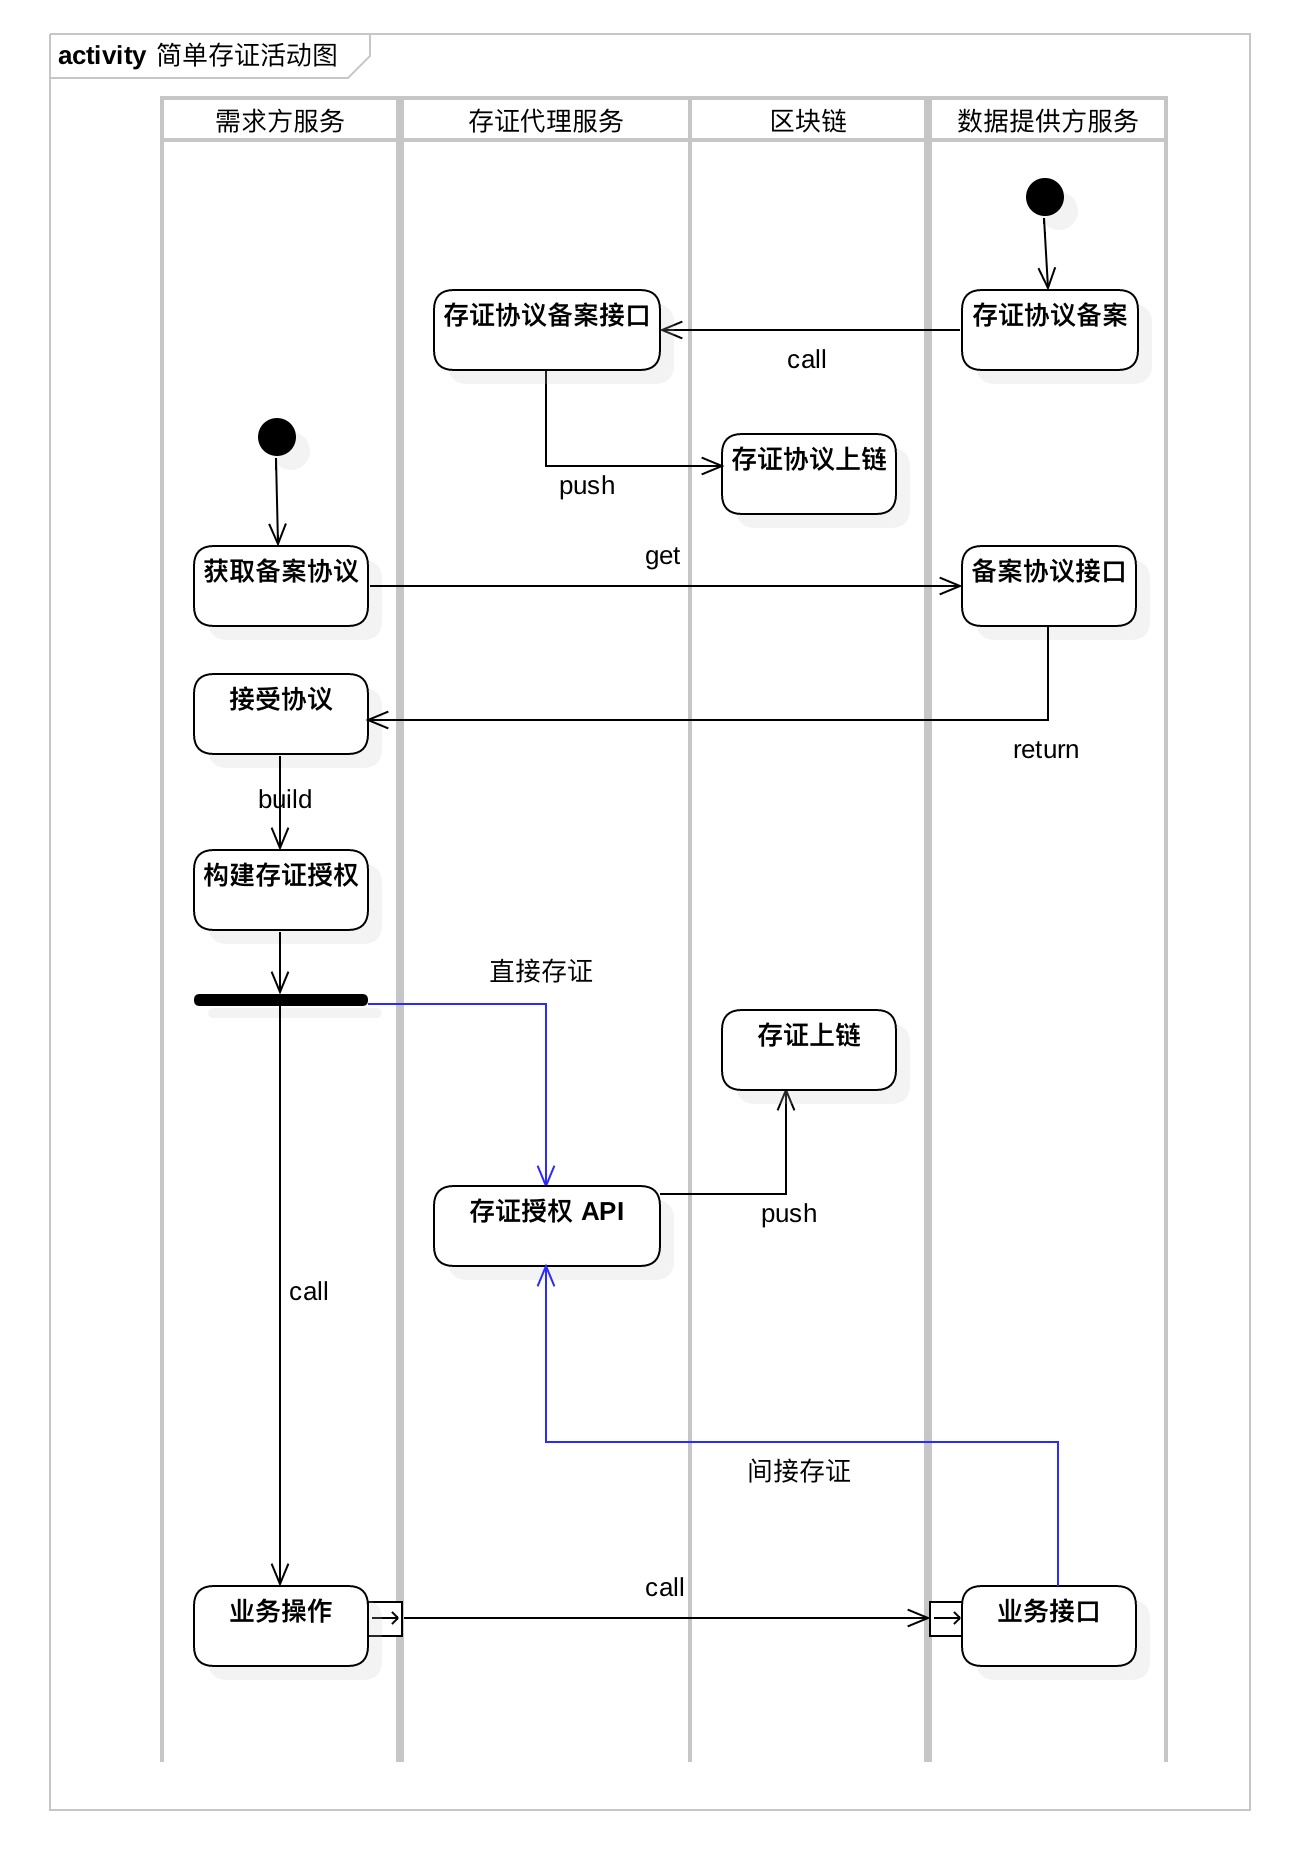 activity 简单存证活动图
需求方服务
存证代理服务
区块链
数据提供方服务
存证协议备案接口
存证协议备案
call
存证协议上链
push
get
获取备案协议
备案协议接口
接受协议
return
build
构建存证授权
直接存证
存证上链
存证授权 API
push
call
间接存证
call
业务操作
业务接口